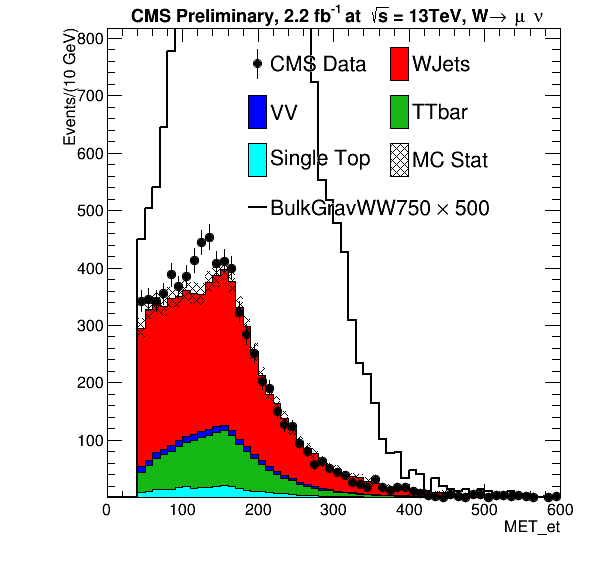 CMS Preliminary, 2.2 fb⁻¹ at √s = 13TeV, W→ μ ν
Events/(10 GeV)
800
700
600
500
400
300
200
100
CMS Data
WJets
VV
TTbar
Single Top
MC Stat
BulkGravWW750 × 500
0 100 200 300 400 500 600
MET_et